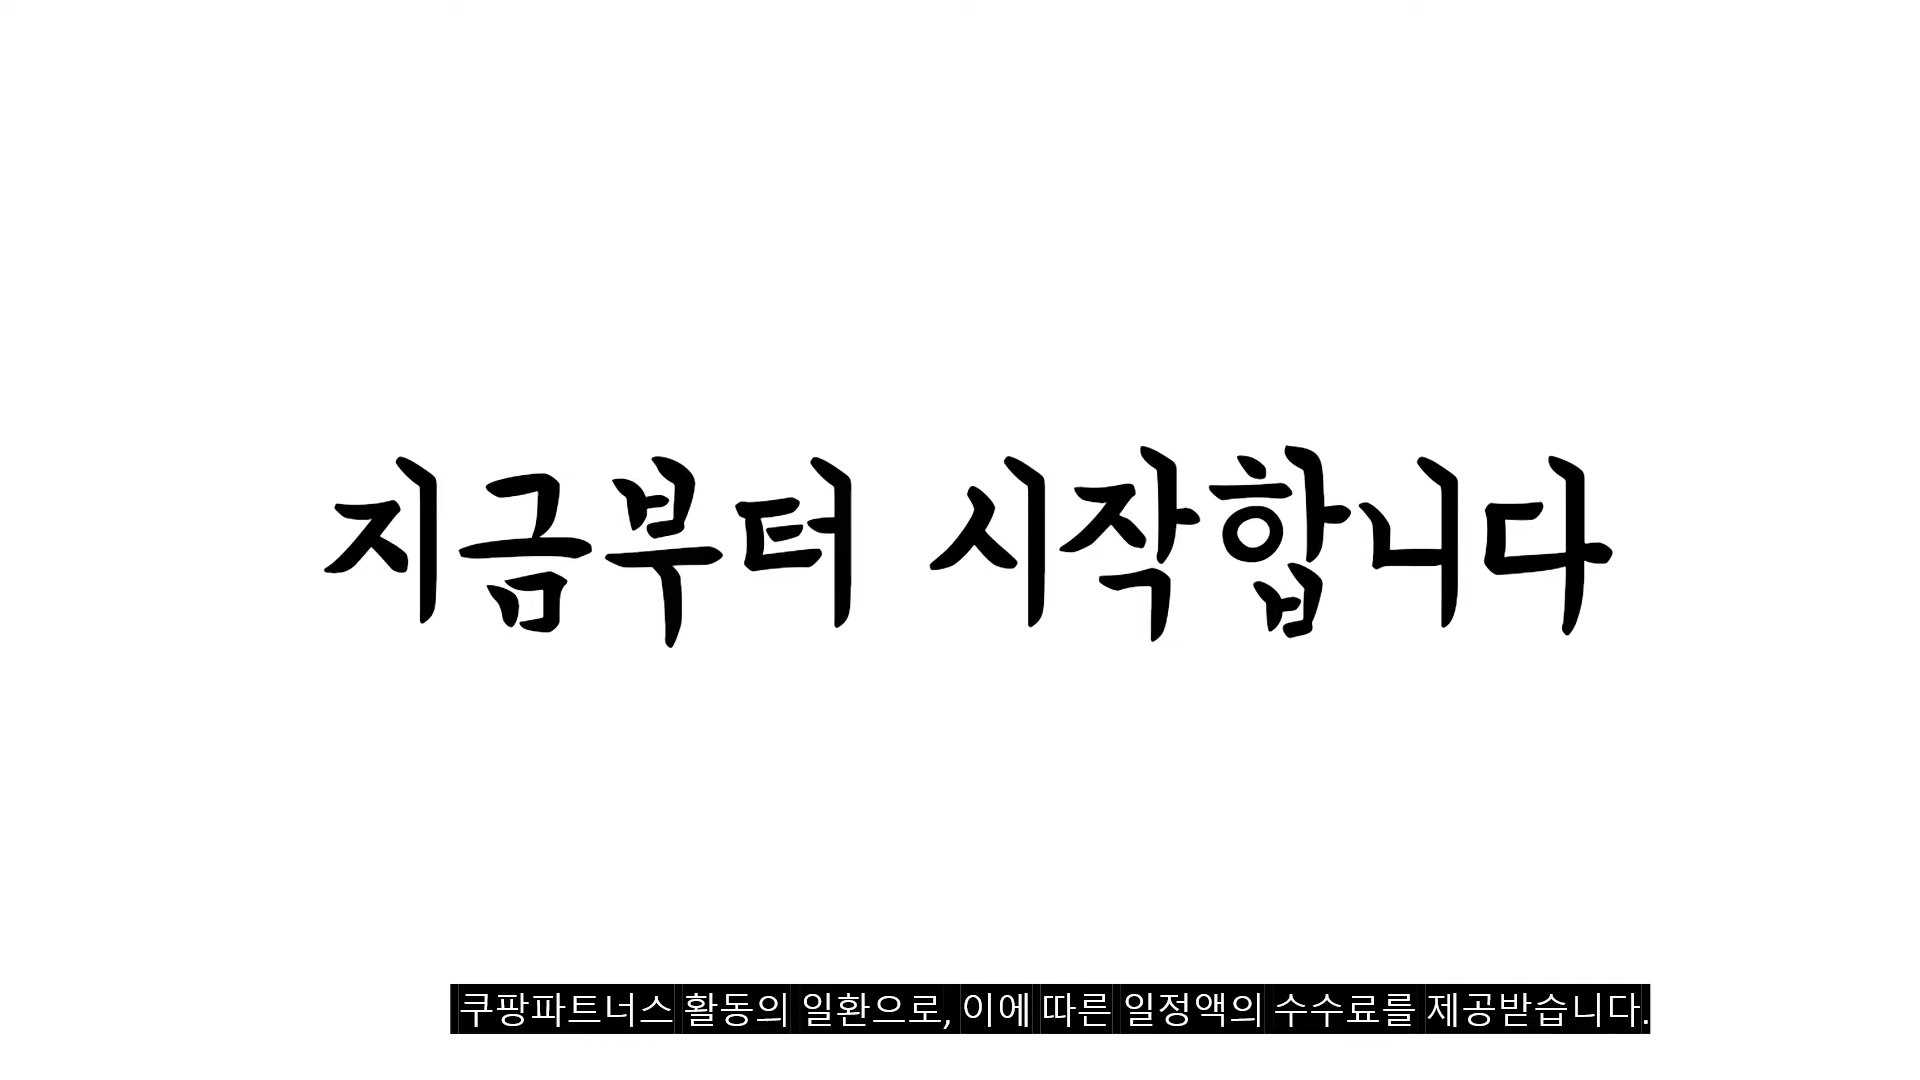 지금부터 시작합니다
쿠팡파트너스 활동의 일환으로, 이에 따른 일정액의 수수료를 제공받습니다.